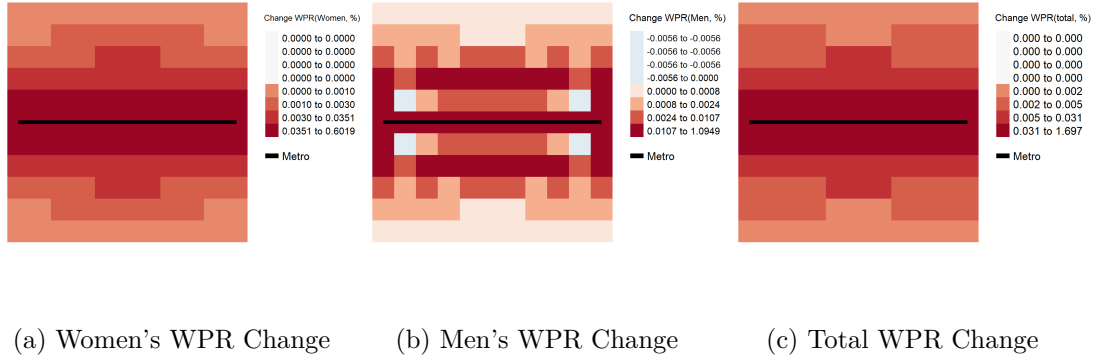 Change WPR(Women, %)
0.0000 to 0.0000
0.0000 to 0.0000
0.0000 to 0.0000
0.0000 to 0.0000
0.0000 to 0.0010
0.0010 to 0.0030
0.0030 to 0.0351
0.0351 to 0.6019
Metro
Change WPR(Men, %)
-0.0056 to -0.0056
-0.0056 to -0.0056
-0.0056 to -0.0056
-0.0056 to 0.0000
0.0000 to 0.0008
0.0008 to 0.0024
0.0024 to 0.0107
0.0107 to 1.0949
Metro
Change WPR(total, %)
0.000 to 0.000
0.000 to 0.000
0.000 to 0.000
0.000 to 0.000
0.000 to 0.002
0.002 to 0.005
0.005 to 0.031
0.031 to 1.697
Metro
(a) Women's WPR Change
(b) Men's WPR Change
(c) Total WPR Change